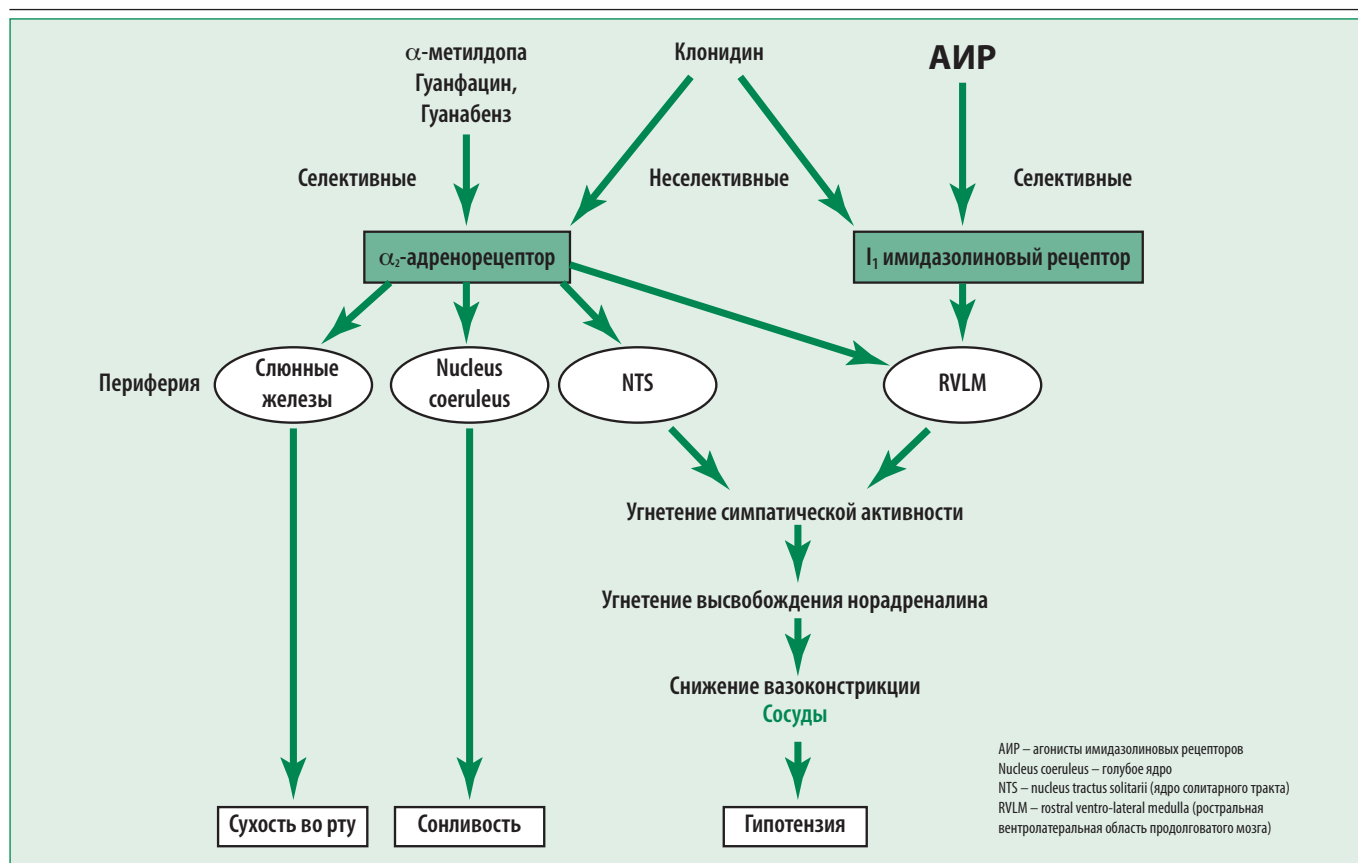 α-метилдопа
Гуанфацин,
Гуанабенз
Клонидин
АИР
Селективные
Неселективные
Селективные
α₂-адренорецептор
I₁ имидазолиновый рецептор
Периферия
Слюнные
железы
Nucleus
coeruleus
NTS
RVLM
Угнетение симпатической активности
Угнетение высвобождения норадреналина
Снижение вазоконстрикции
Сосуды
АИР – агонисты имидазолиновых рецепторов
Nucleus coeruleus – голубое ядро
NTS – nucleus tractus solitarii (ядро солитарного тракта)
RVLM – rostral ventro-lateral medulla (ростральная
вентролатеральная область продолговатого мозга)
Сухость во рту
Сонливость
Гипотензия